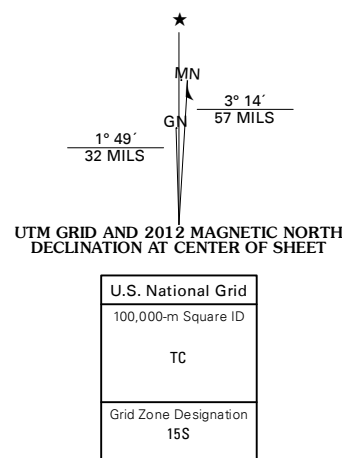 MN
3° 14´
57 MILS
GN
1° 49´
32 MILS
UTM GRID AND 2012 MAGNETIC NORTH
DECLINATION AT CENTER OF SHEET
U.S. National Grid
100,000-m Square ID
TC
Grid Zone Designation
15S